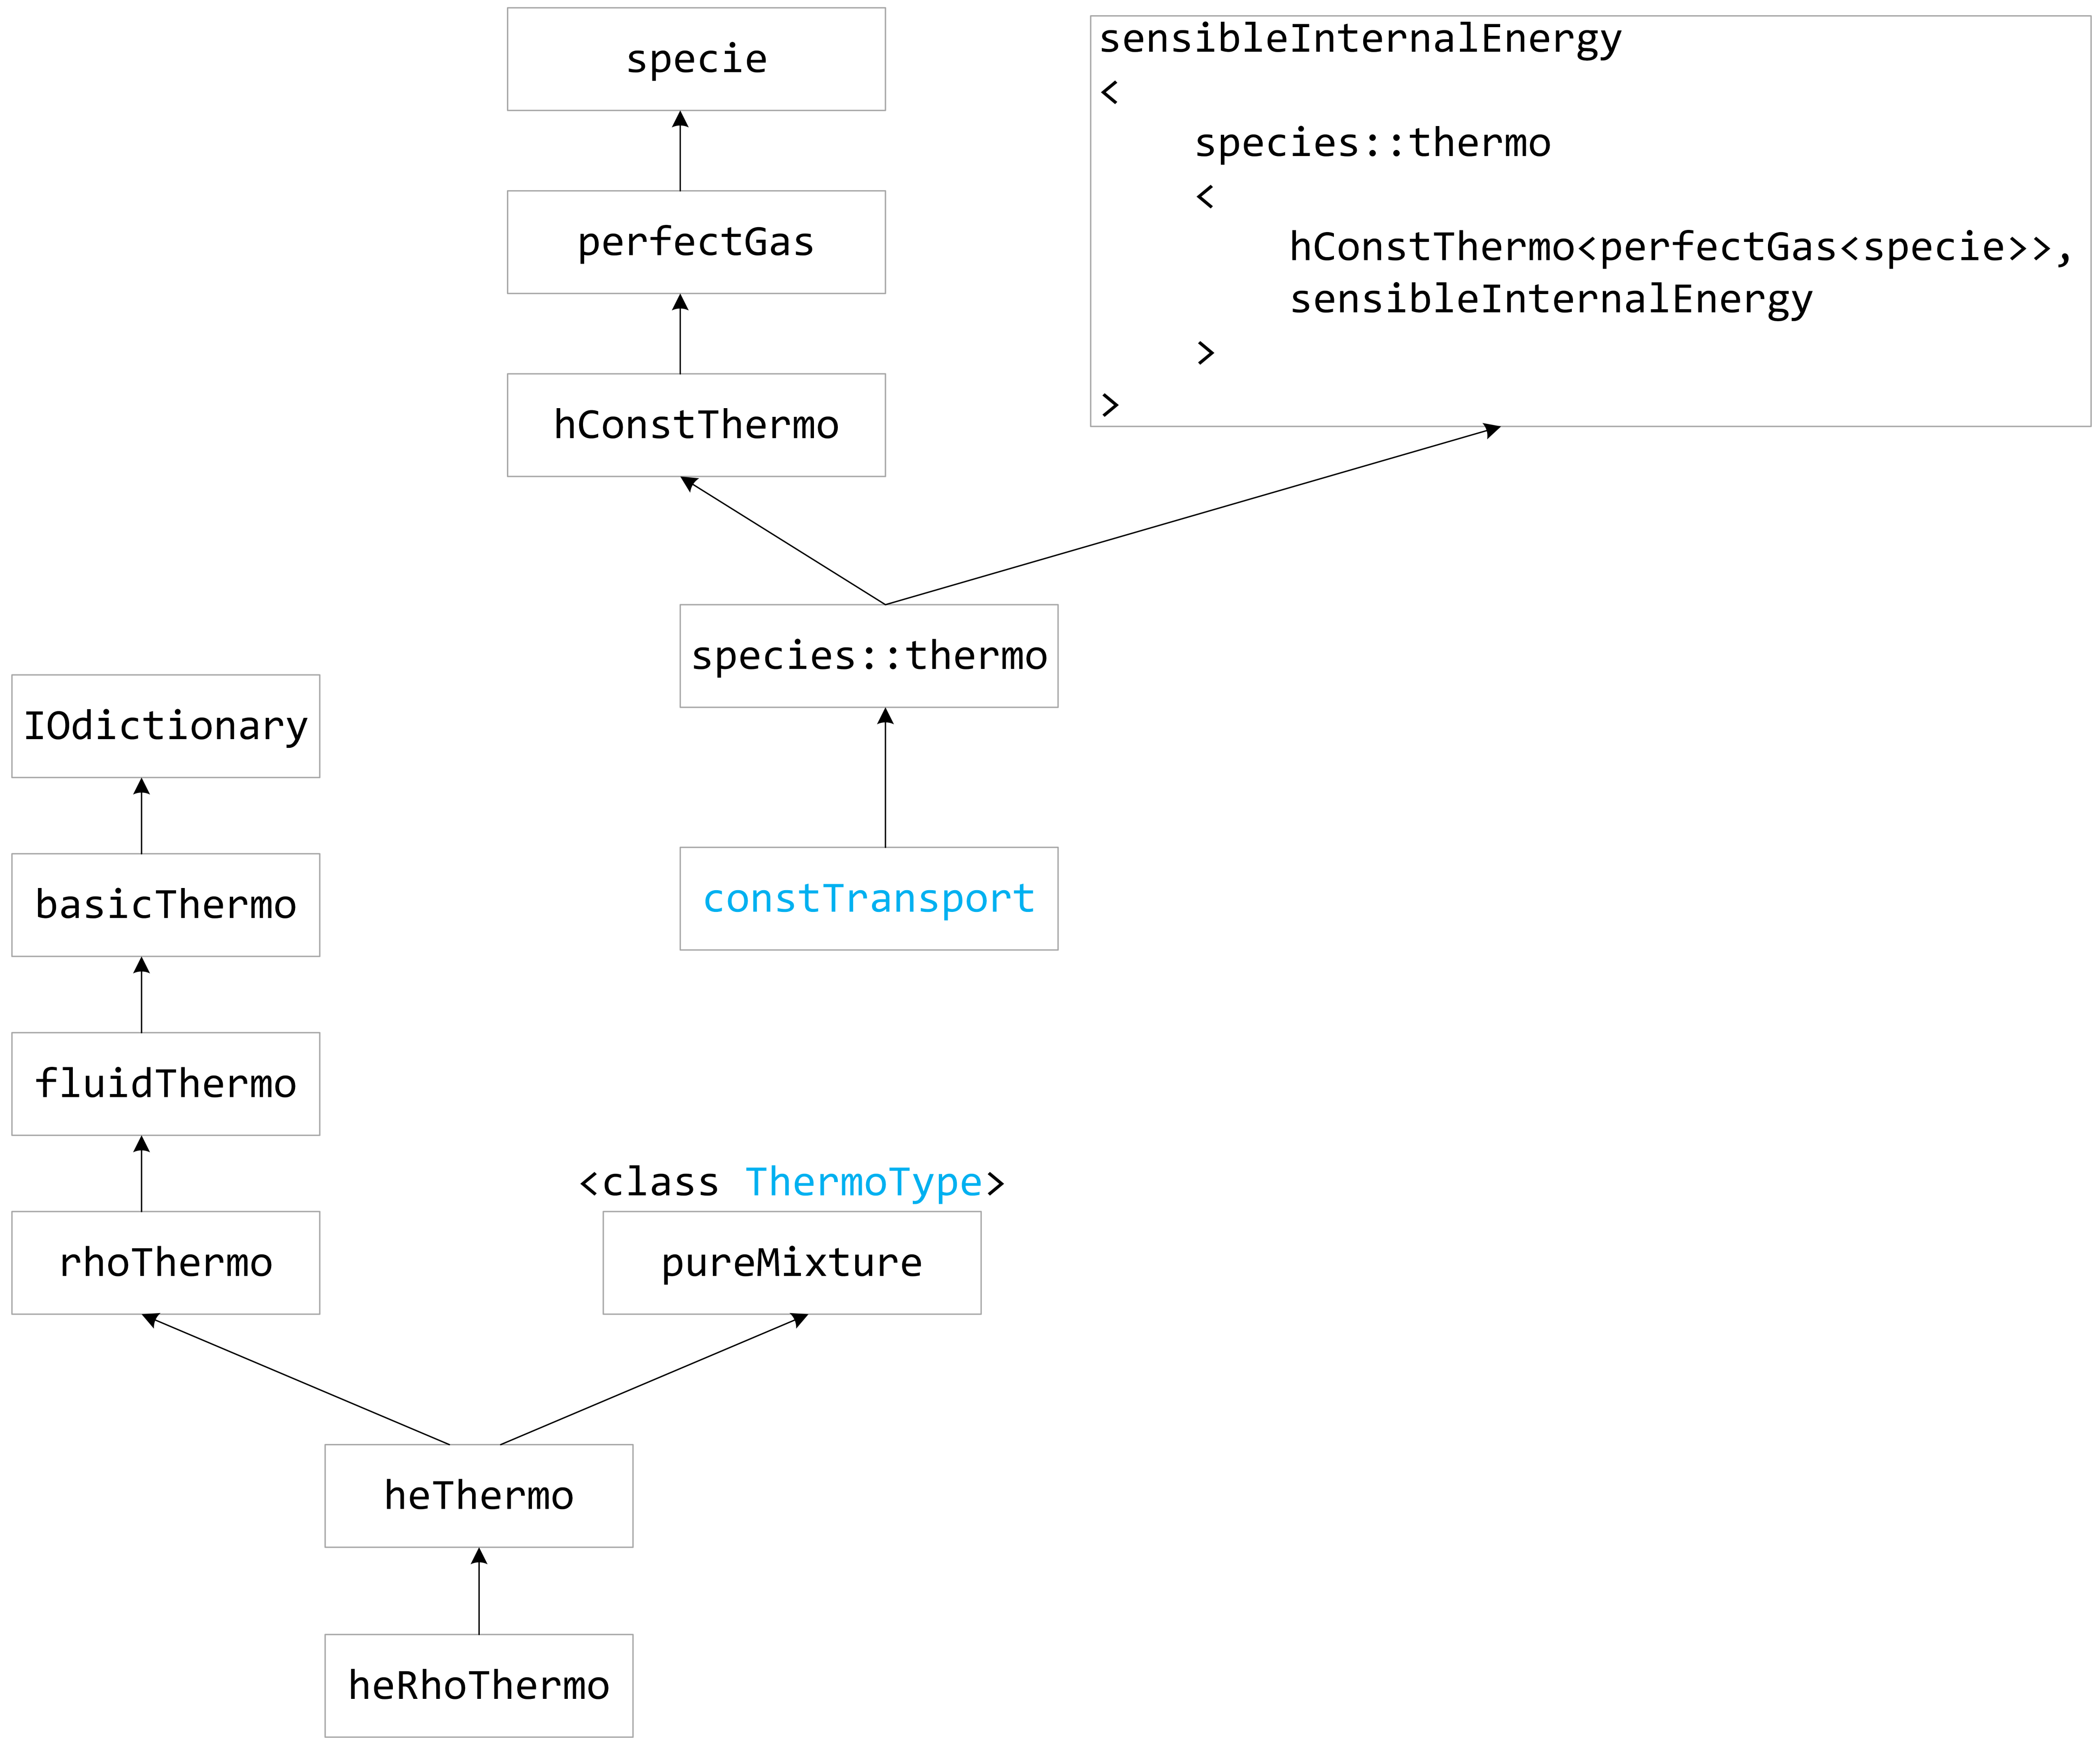 specie
sensibleInternalEnergy
<
species::thermo
<
hConstThermo<perfectGas<specie>>,
sensibleInternalEnergy
>
>
perfectGas
hConstThermo
species::thermo
IOdictionary
basicThermo
constTransport
fluidThermo
<class ThermoType>
rhoThermo
pureMixture
heThermo
heRhoThermo